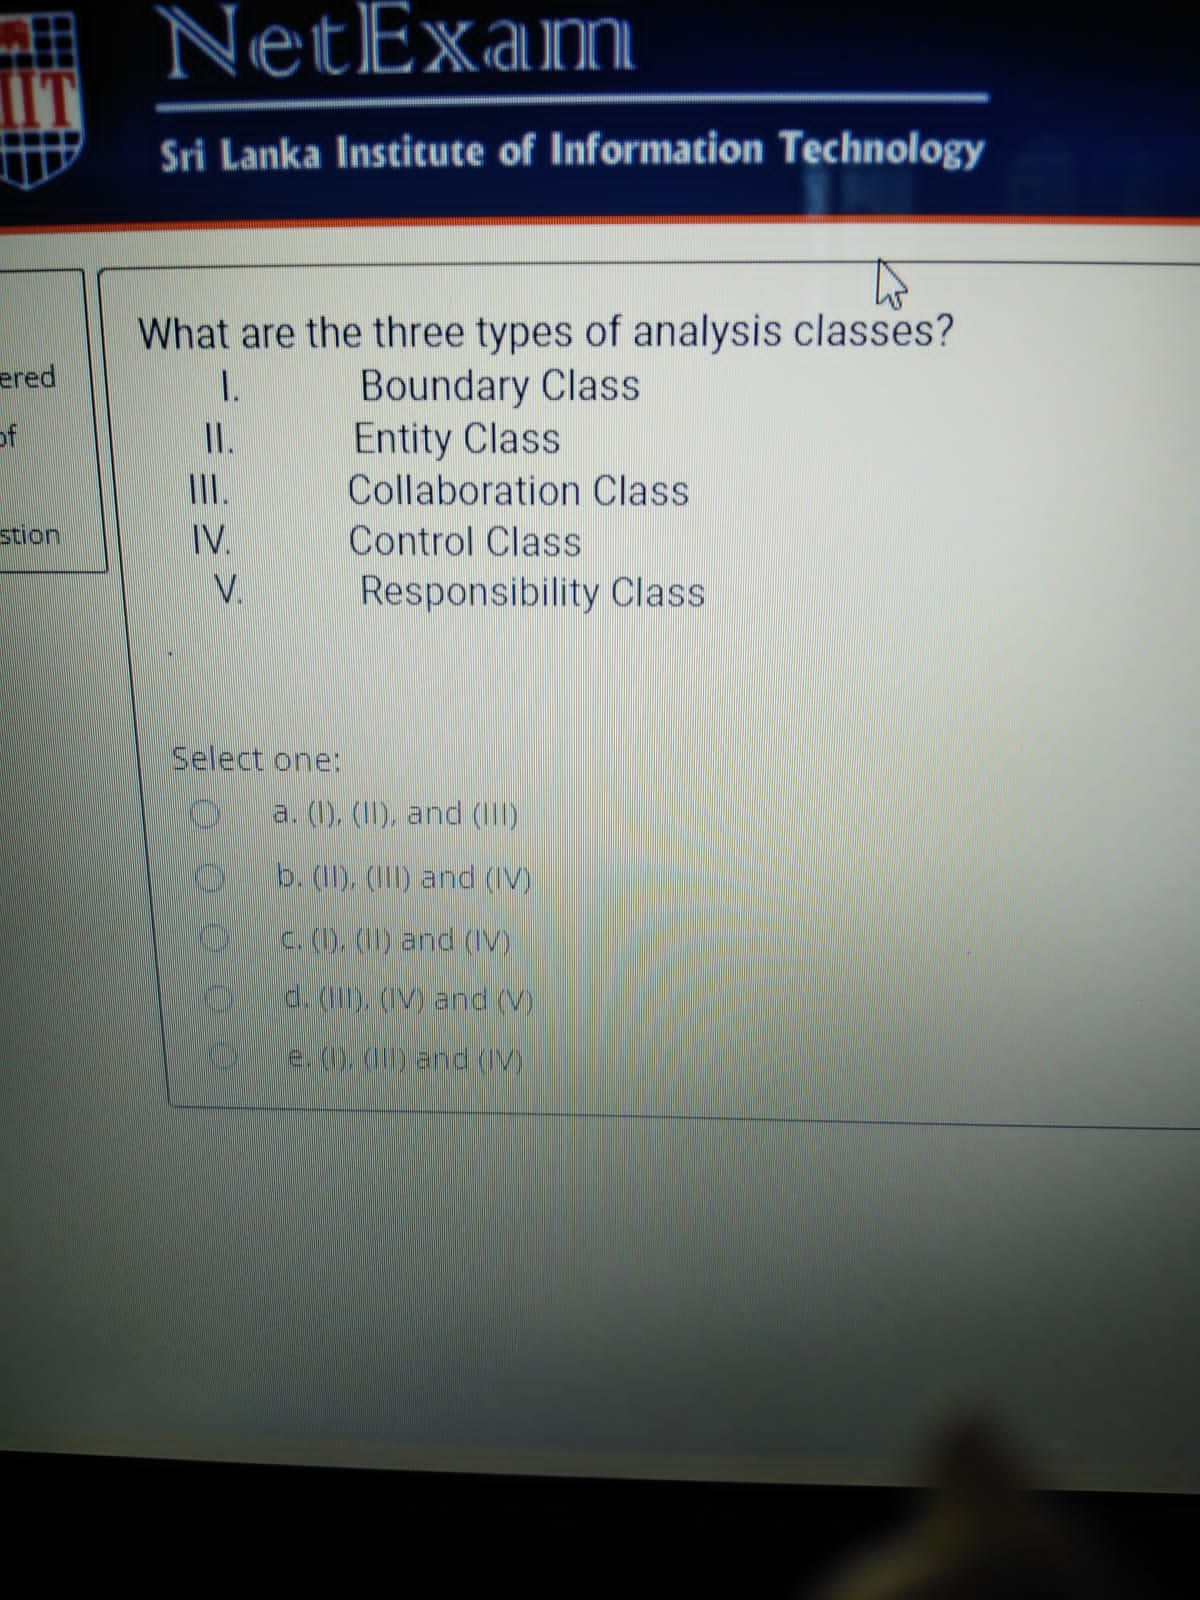 NetExam
IIT
Sri Lanka Institute of Information Technology
What are the three types of analysis classes?
I. Boundary Class
II. Entity Class
III. Collaboration Class
IV. Control Class
V. Responsibility Class
ered
of
stion
.
Select one:
a. (I), (II), and (III)
b. (II), (III) and (IV)
c. (I), (II) and (IV)
d. (III), (IV) and (V)
e. (I), (III) and (IV)